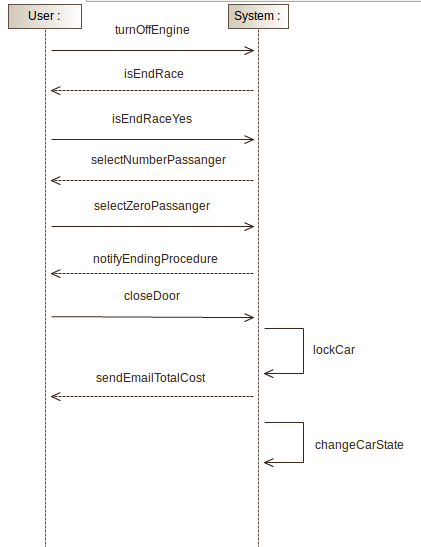 User :
System :
turnOffEngine
isEndRace
isEndRaceYes
selectNumberPassanger
selectZeroPassanger
notifyEndingProcedure
closeDoor
lockCar
sendEmailTotalCost
changeCarState